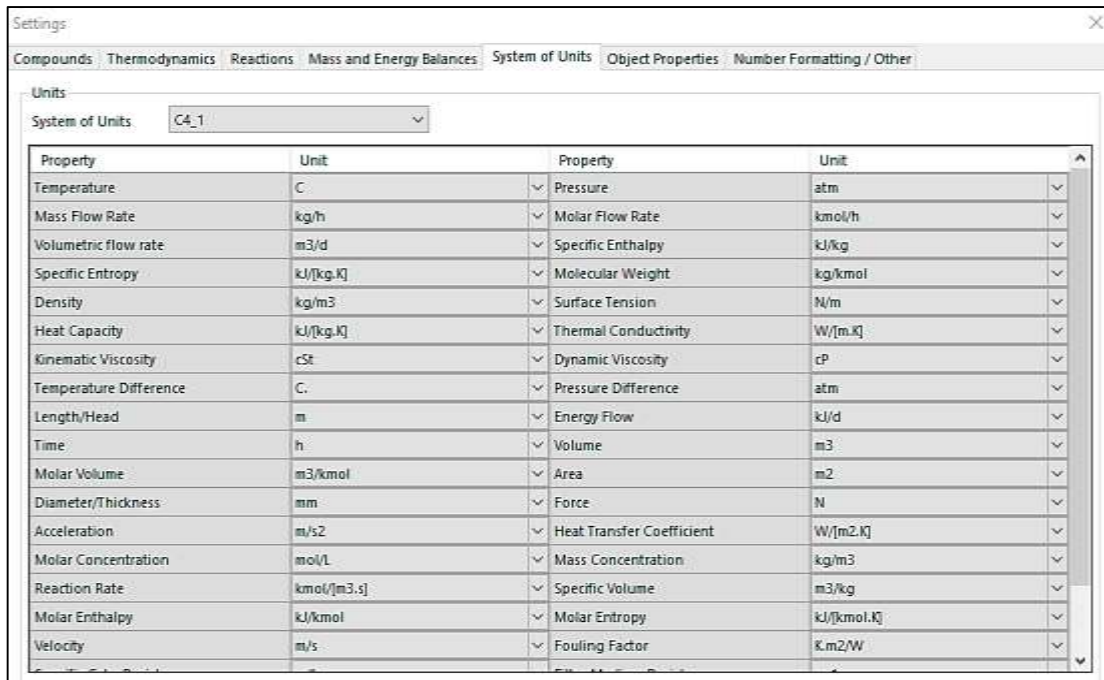 Settings
Compounds Thermodynamics Reactions Mass and Energy Balances System of Units Object Properties Number Formatting / Other
Units
System of Units C4_1
Property Unit Property Unit
Temperature C Pressure atm
Mass Flow Rate kg/h Molar Flow Rate kmol/h
Volumetric flow rate m3/d Specific Enthalpy kJ/kg
Specific Entropy kJ/[kg.K] Molecular Weight kg/kmol
Density kg/m3 Surface Tension N/m
Heat Capacity kJ/[kg.K] Thermal Conductivity W/[m.K]
Kinematic Viscosity cSt Dynamic Viscosity cP
Temperature Difference C. Pressure Difference atm
Length/Head m Energy Flow kJ/d
Time h Volume m3
Molar Volume m3/kmol Area m2
Diameter/Thickness mm Force N
Acceleration m/s2 Heat Transfer Coefficient W/[m2.K]
Molar Concentration mol/L Mass Concentration kg/m3
Reaction Rate kmol/[m3.s] Specific Volume m3/kg
Molar Enthalpy kJ/kmol Molar Entropy kJ/[kmol.K]
Velocity m/s Fouling Factor K.m2/W